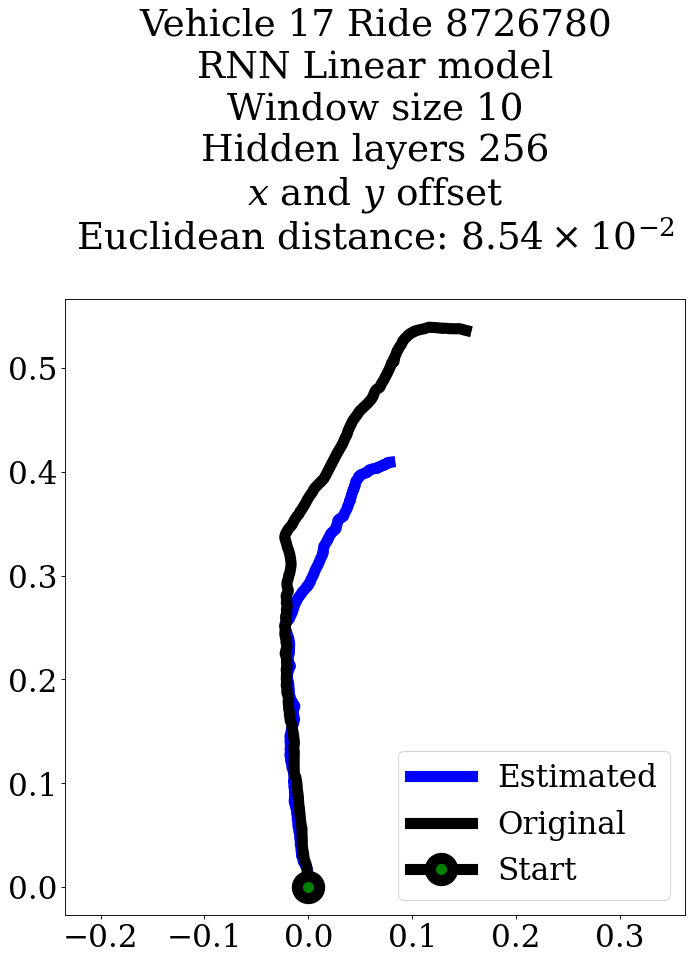 Vehicle 17 Ride 8726780
RNN Linear model
Window size 10
Hidden layers 256
x and y offset
Euclidean distance: 8.54 × 10⁻²
0.5
0.4
0.3
0.2
0.1
0.0
Estimated
Original
Start
−0.2 −0.1 0.0 0.1 0.2 0.3